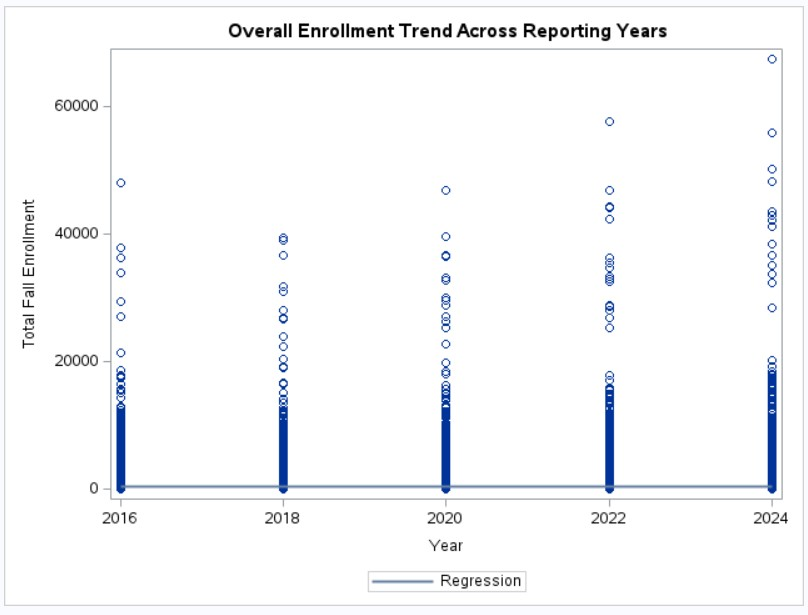 Overall Enrollment Trend Across Reporting Years
Total Fall Enrollment
60000
40000
20000
0
2016 2018 2020 2022 2024
Year
Regression